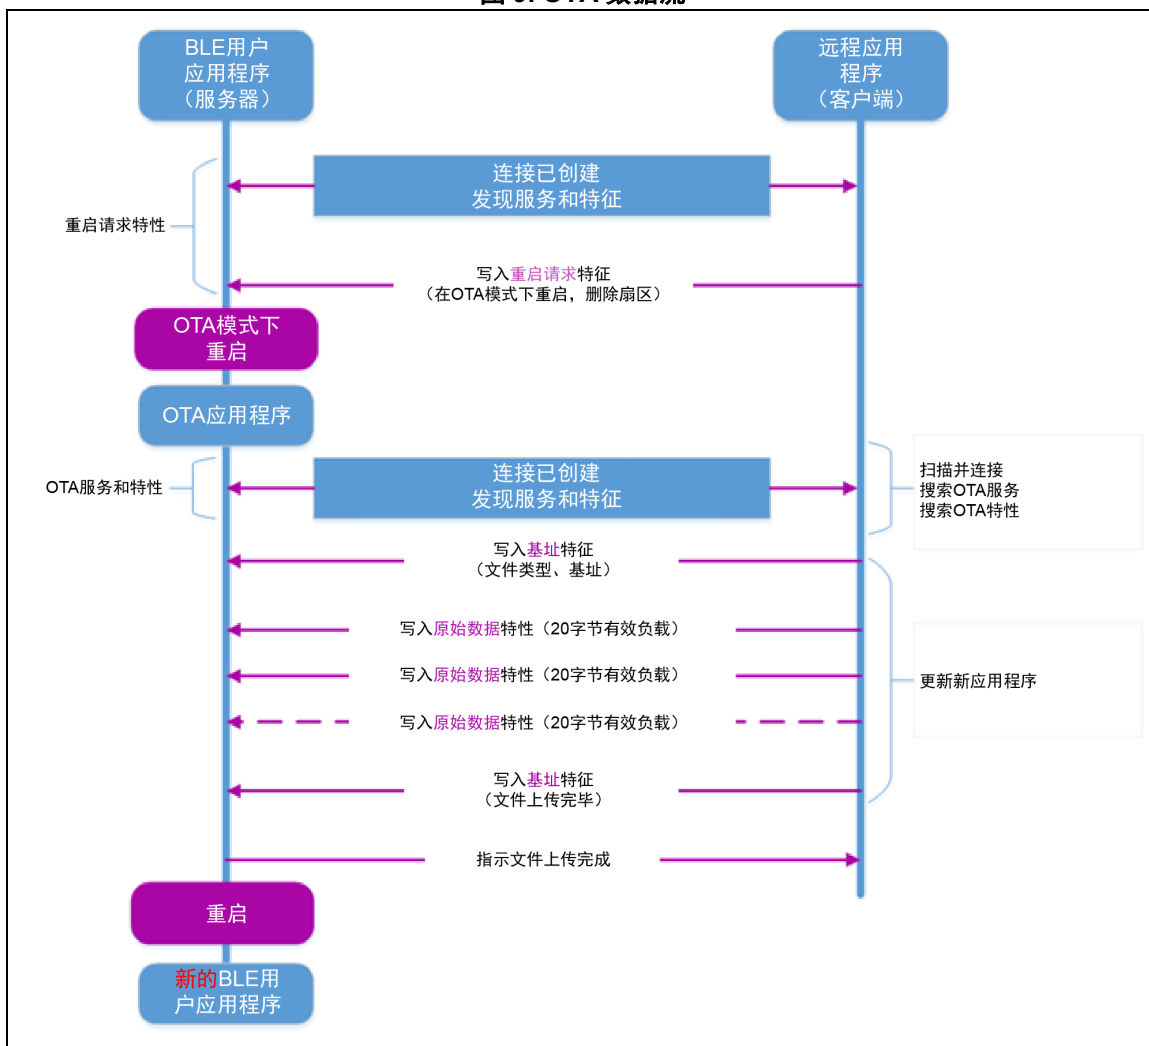 图 3. OTA 数据流
BLE用户
应用程序
（服务器）
远程应用
程序
（客户端）
连接已创建
发现服务和特征
重启请求特性
写入重启请求特征
（在OTA模式下重启，删除扇区）
OTA模式下
重启
OTA应用程序
OTA服务和特性
连接已创建
发现服务和特征
扫描并连接
搜索OTA服务
搜索OTA特性
写入基址特征
（文件类型、基址）
写入原始数据特性（20字节有效负载）
写入原始数据特性（20字节有效负载）
更新新应用程序
写入原始数据特性（20字节有效负载）
写入基址特征
（文件上传完毕）
指示文件上传完成
重启
新的BLE用
户应用程序